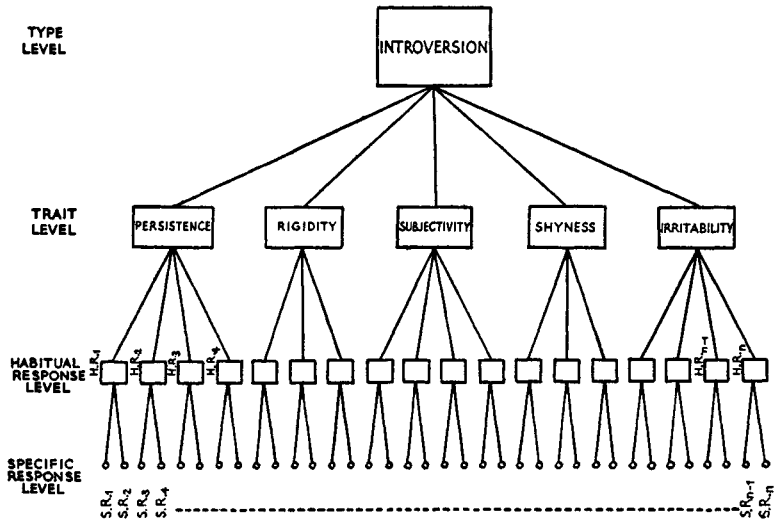 TYPE
LEVEL
INTROVERSION
TRAIT
LEVEL
PERSISTENCE
RIGIDITY
SUBJECTIVITY
SHYNESS
IRRITABILITY
HABITUAL
RESPONSE
LEVEL
H.R.1
H.R.2
H.R.3
H.R.4
H.R.n-1
H.R.n
SPECIFIC
RESPONSE
LEVEL
S.R.1
S.R.2
S.R.3
S.R.4
S.R.n-1
S.R.n